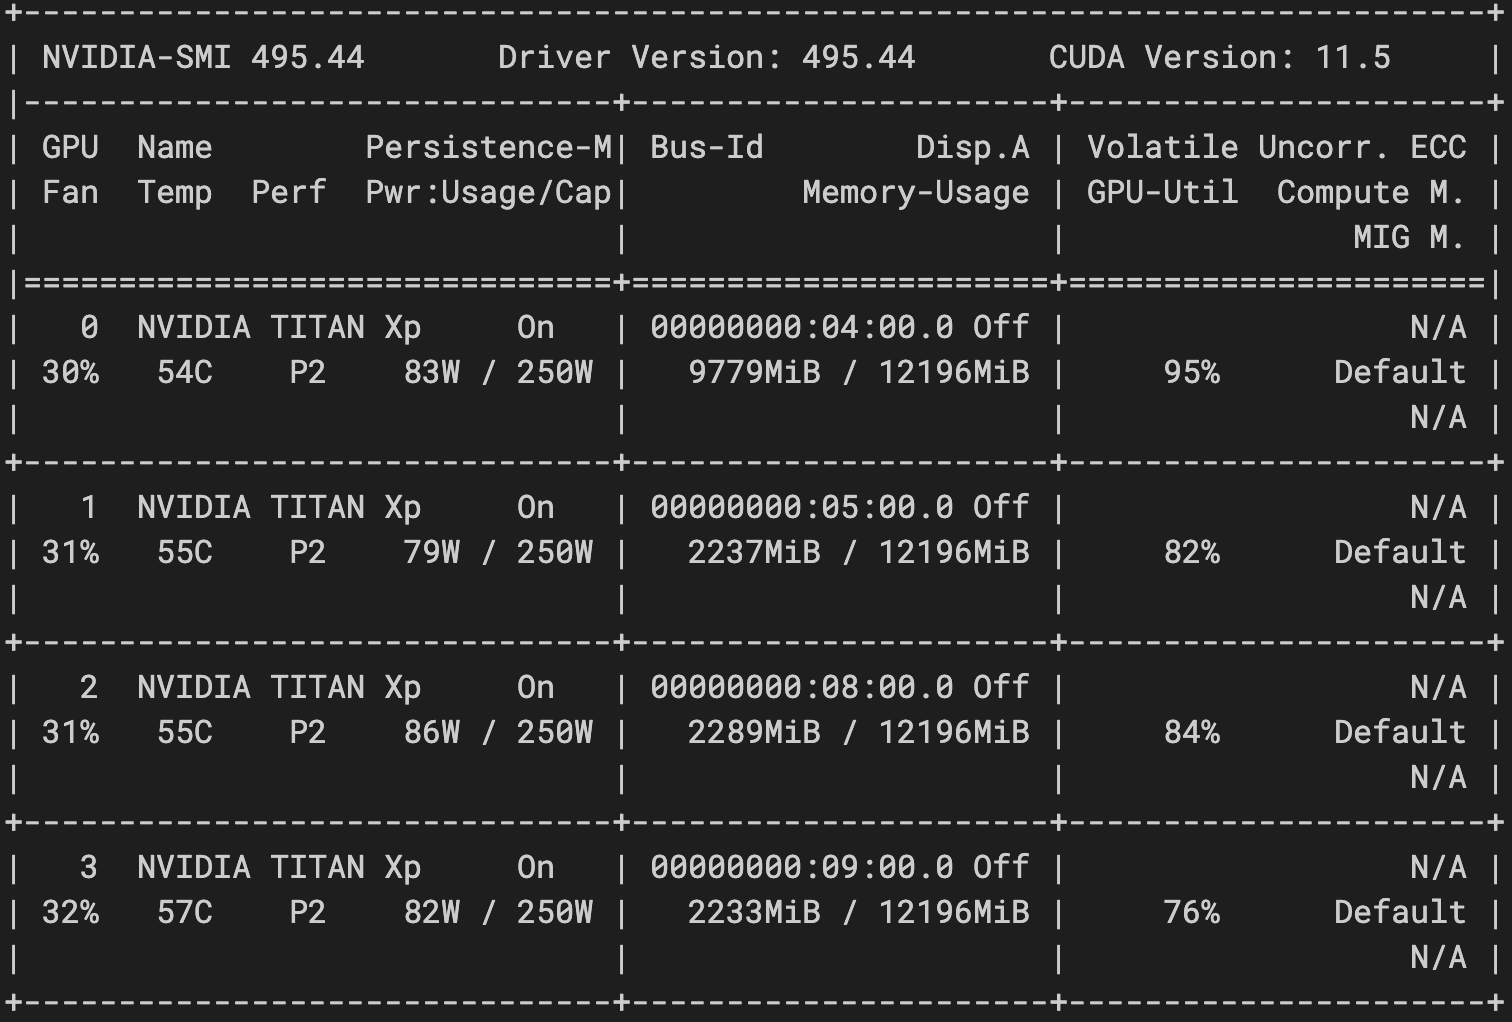 +-----------------------------------------------------------------------------+
| NVIDIA-SMI 495.44       Driver Version: 495.44       CUDA Version: 11.5     |
|-------------------------------+----------------------+----------------------+
| GPU  Name        Persistence-M| Bus-Id        Disp.A | Volatile Uncorr. ECC |
| Fan  Temp  Perf  Pwr:Usage/Cap|         Memory-Usage | GPU-Util  Compute M. |
|                               |                      |               MIG M. |
|===============================+======================+======================|
|   0  NVIDIA TITAN Xp     On   | 00000000:04:00.0 Off |                  N/A |
| 30%   54C    P2    83W / 250W |   9779MiB / 12196MiB |     95%      Default |
|                               |                      |                  N/A |
+-------------------------------+----------------------+----------------------+
|   1  NVIDIA TITAN Xp     On   | 00000000:05:00.0 Off |                  N/A |
| 31%   55C    P2    79W / 250W |   2237MiB / 12196MiB |     82%      Default |
|                               |                      |                  N/A |
+-------------------------------+----------------------+----------------------+
|   2  NVIDIA TITAN Xp     On   | 00000000:08:00.0 Off |                  N/A |
| 31%   55C    P2    86W / 250W |   2289MiB / 12196MiB |     84%      Default |
|                               |                      |                  N/A |
+-------------------------------+----------------------+----------------------+
|   3  NVIDIA TITAN Xp     On   | 00000000:09:00.0 Off |                  N/A |
| 32%   57C    P2    82W / 250W |   2233MiB / 12196MiB |     76%      Default |
|                               |                      |                  N/A |
+-------------------------------+----------------------+----------------------+